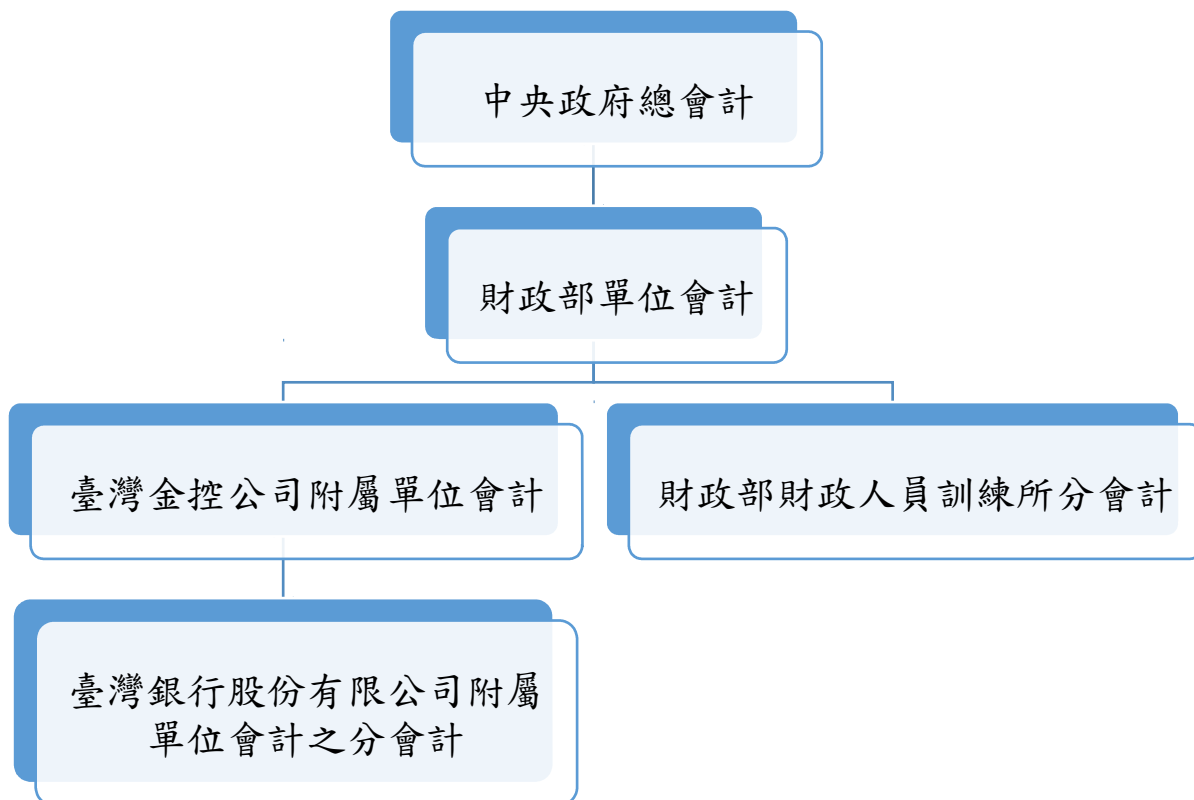 中央政府總會計
財政部單位會計
臺灣金控公司附屬單位會計
財政部財政人員訓練所分會計
臺灣銀行股份有限公司附屬
單位會計之分會計